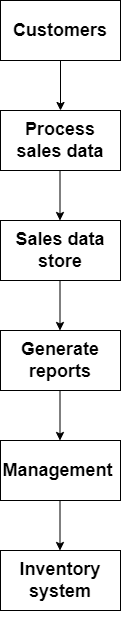 Customers
Process
sales data
Sales data
store
Generate
reports
Management
Inventory
system